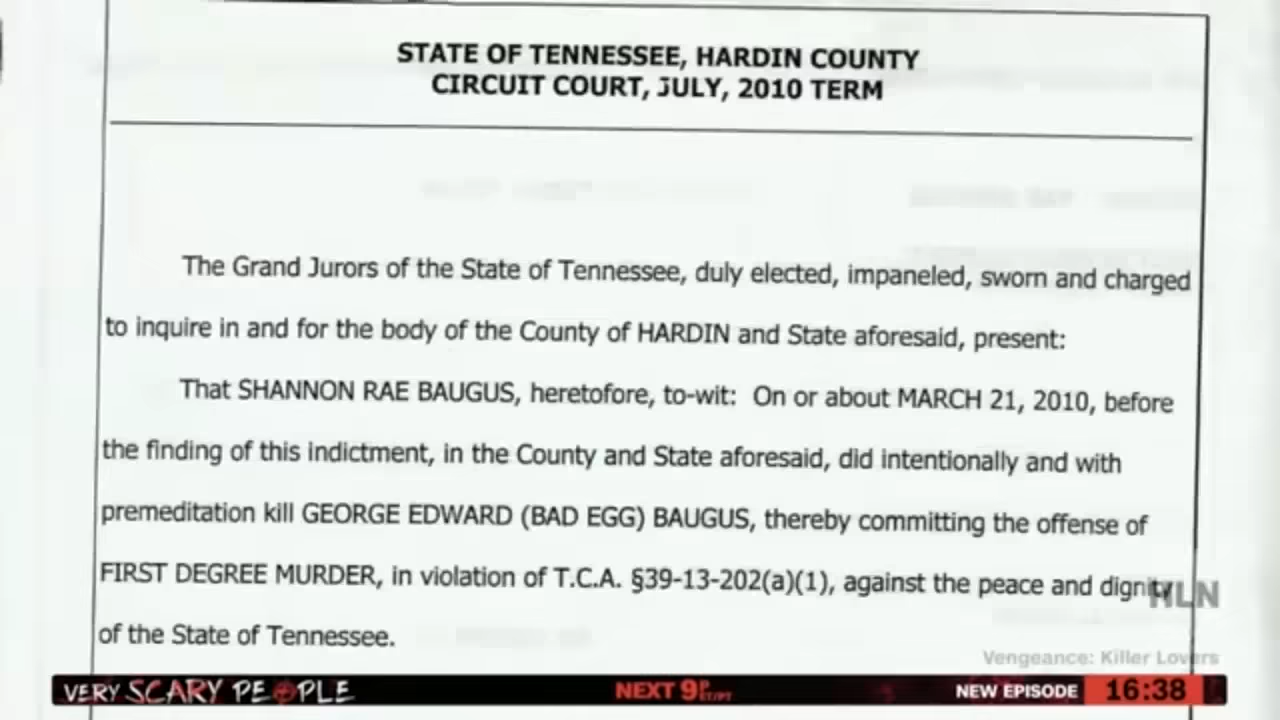 STATE OF TENNESSEE, HARDIN COUNTY
CIRCUIT COURT, JULY, 2010 TERM
The Grand Jurors of the State of Tennessee, duly elected, impaneled, sworn and charged
to inquire in and for the body of the County of HARDIN and State aforesaid, present:
That SHANNON RAE BAUGUS, heretofore, to-wit: On or about MARCH 21, 2010, before
the finding of this indictment, in the County and State aforesaid, did intentionally and with
premeditation kill GEORGE EDWARD (BAD EGG) BAUGUS, thereby committing the offense of
FIRST DEGREE MURDER, in violation of T.C.A. §39-13-202(a)(1), against the peace and dignity
of the State of Tennessee.
HLN
Vengeance: Killer Lovers
VERY SCARY PEOPLE NEXT 9P ET/PT NEW EPISODE 16:38